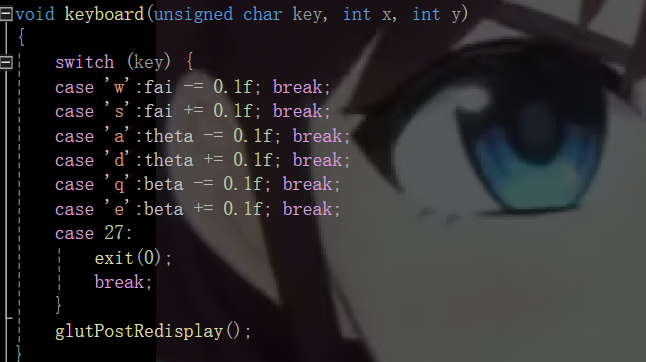 void keyboard(unsigned char key, int x, int y)
{
switch (key) {
case 'w':fai -= 0.1f; break;
case 's':fai += 0.1f; break;
case 'a':theta -= 0.1f; break;
case 'd':theta += 0.1f; break;
case 'q':beta -= 0.1f; break;
case 'e':beta += 0.1f; break;
case 27:
exit(0);
break;
}
glutPostRedisplay();
}